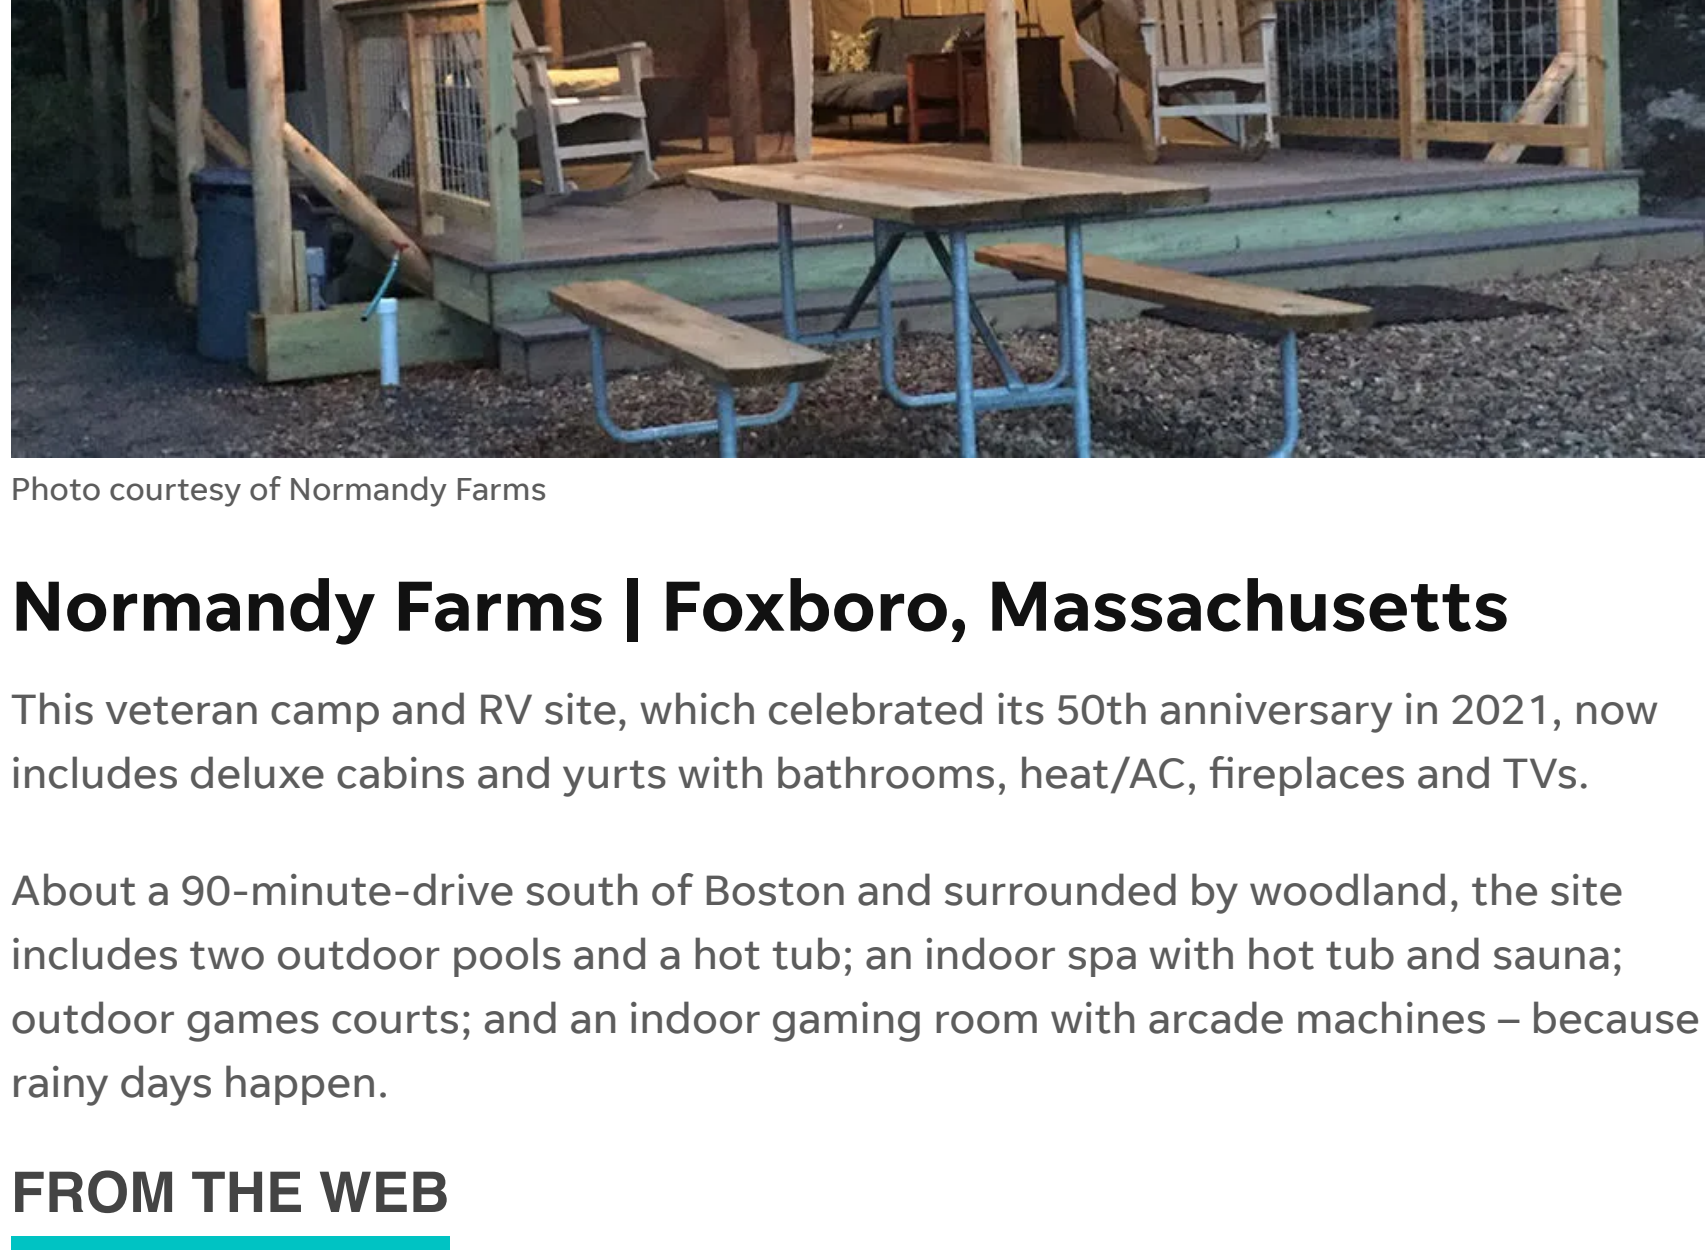 Photo courtesy of Normandy Farms
Normandy Farms | Foxboro, Massachusetts
This veteran camp and RV site, which celebrated its 50th anniversary in 2021, now
includes deluxe cabins and yurts with bathrooms, heat/AC, fireplaces and TVs.
About a 90-minute-drive south of Boston and surrounded by woodland, the site
includes two outdoor pools and a hot tub; an indoor spa with hot tub and sauna;
outdoor games courts; and an indoor gaming room with arcade machines – because
rainy days happen.
FROM THE WEB